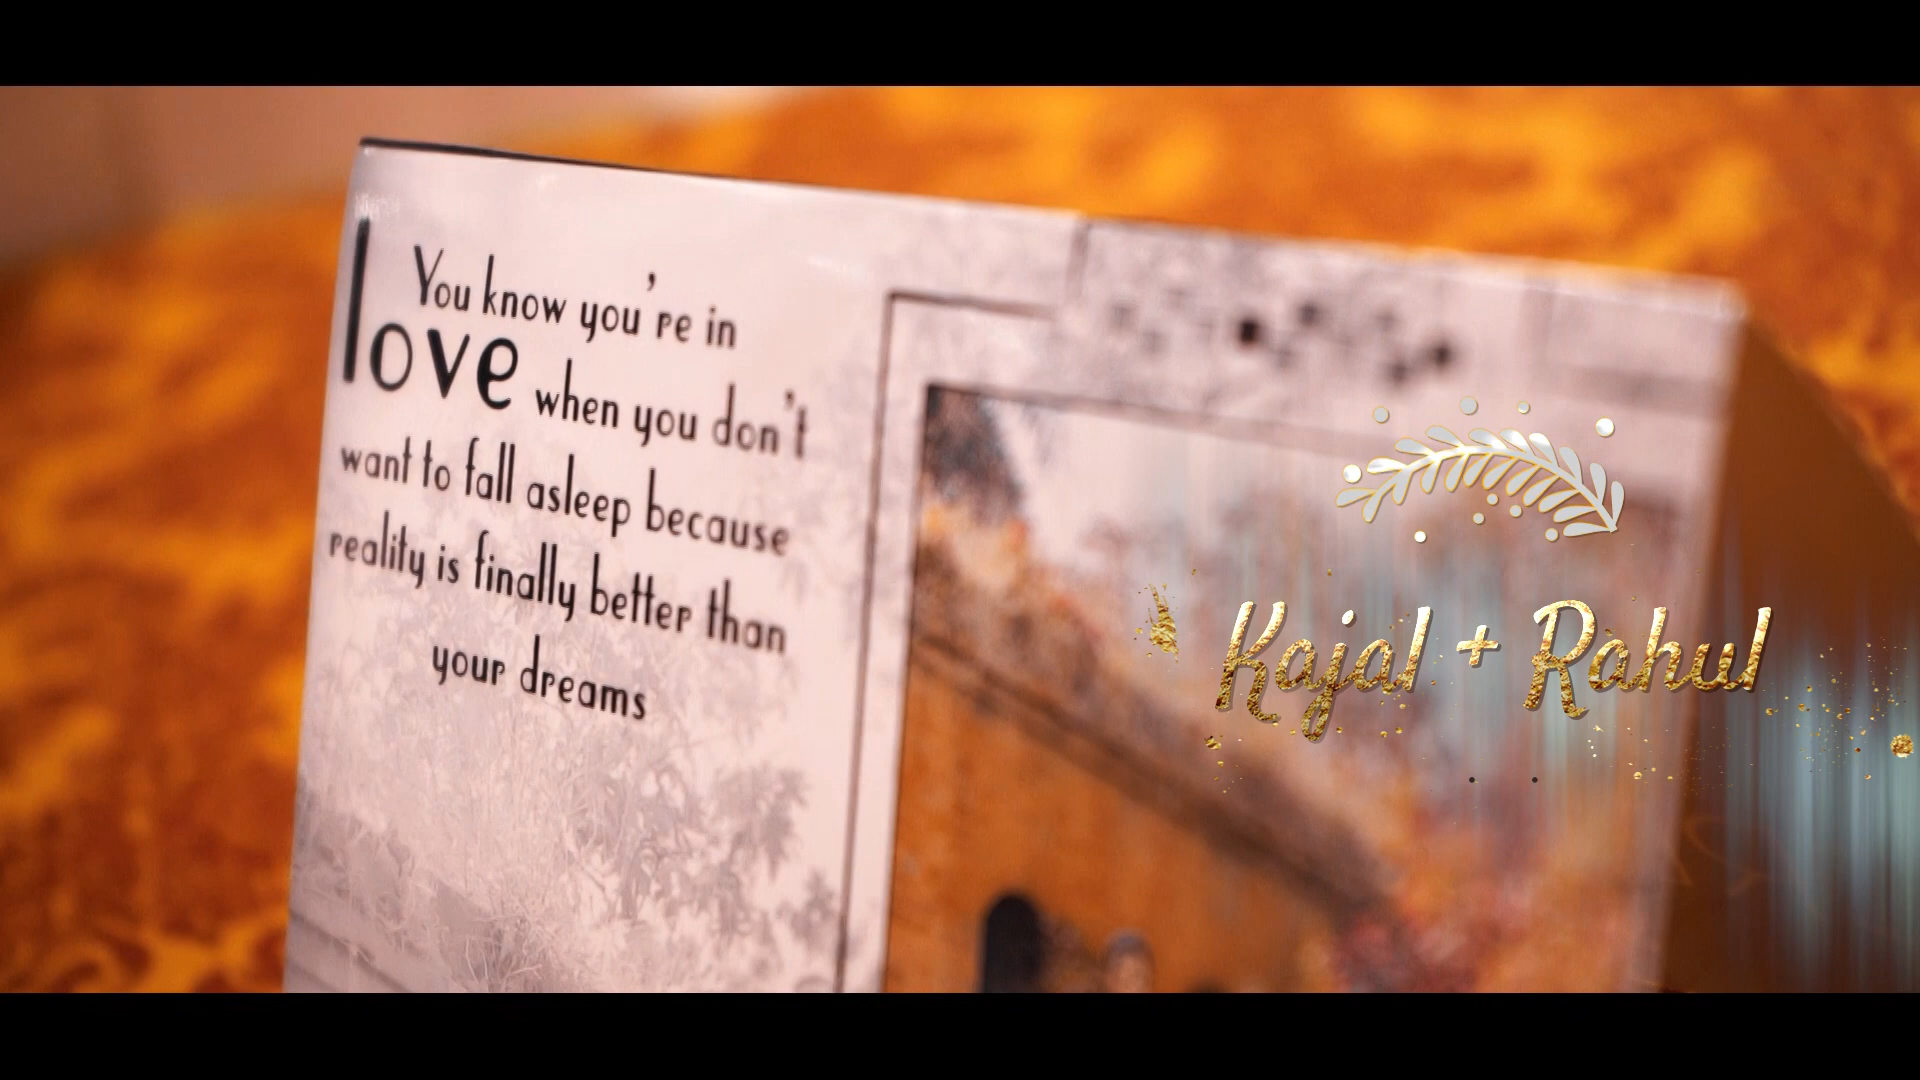 You know you're in
love when you don't
want to fall asleep because
reality is finally better than
your dreams
Kajal + Rahul